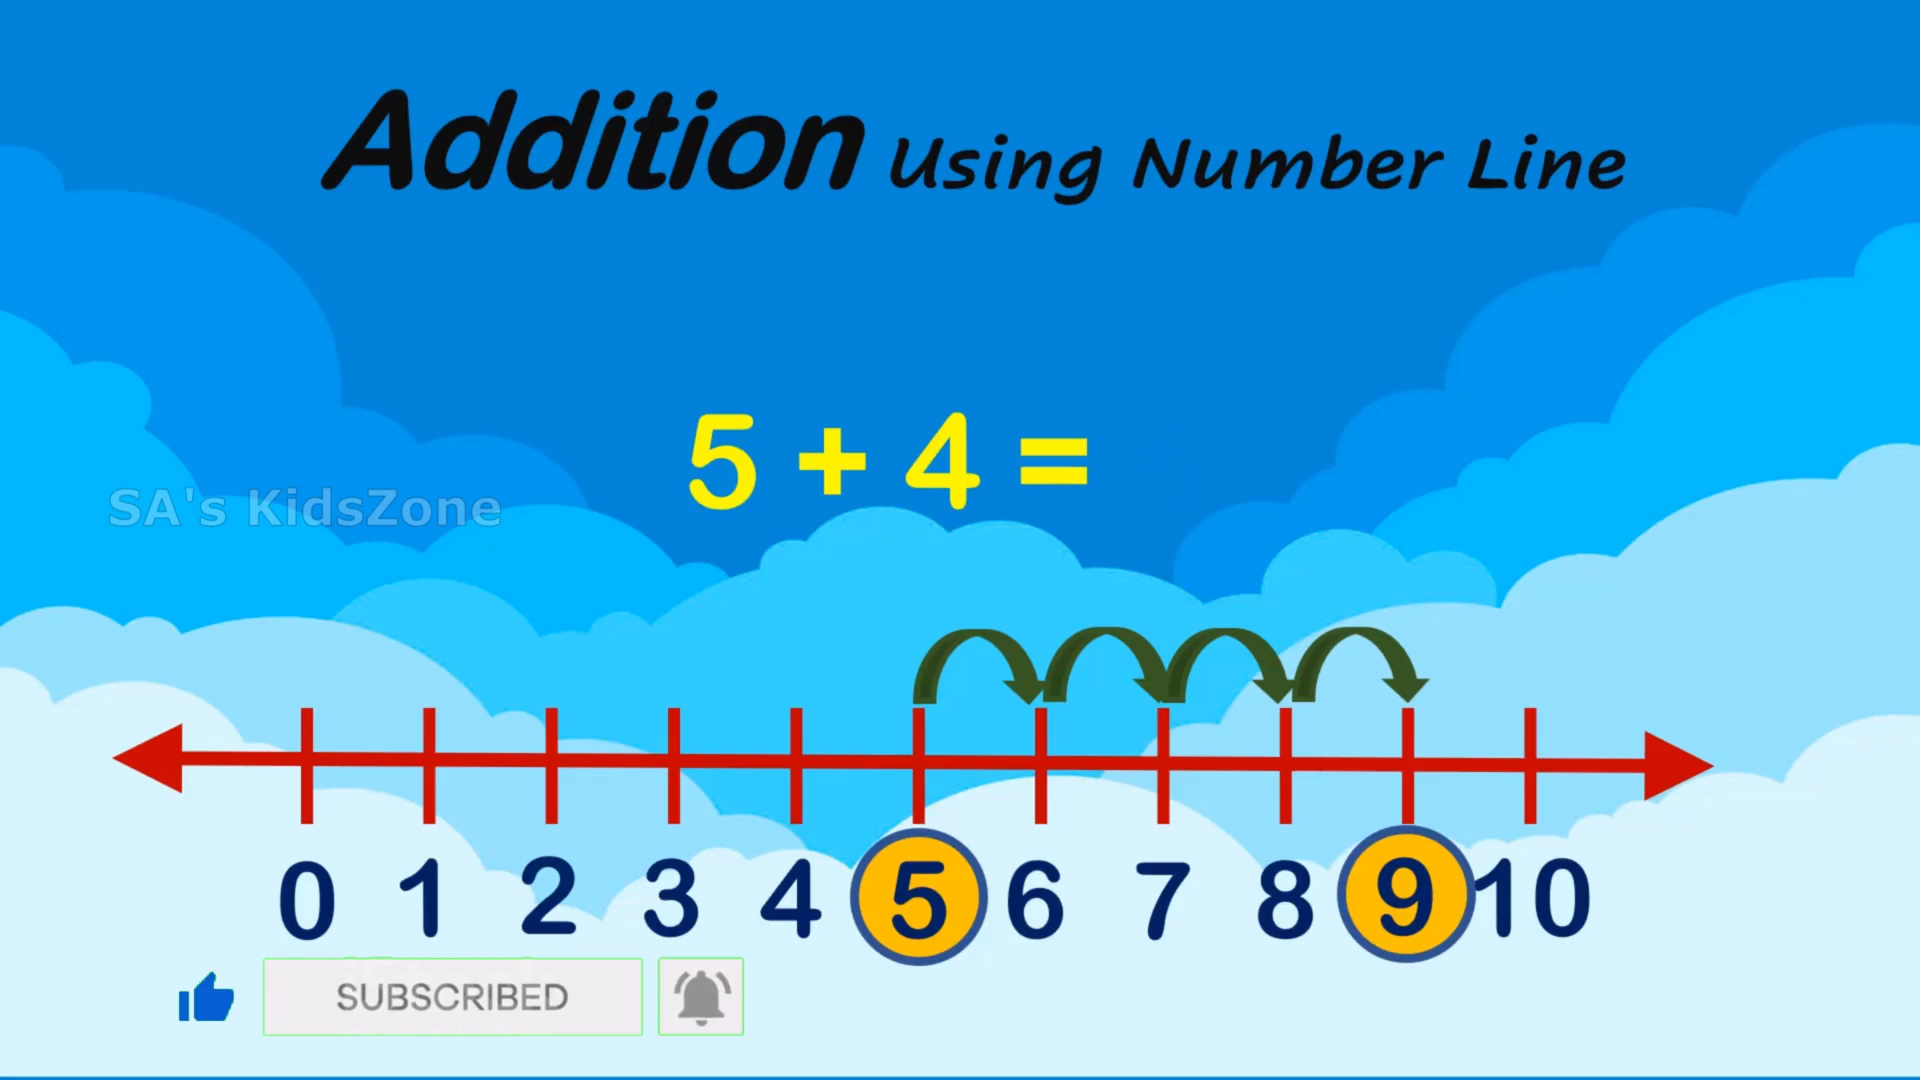 Addition Using Number Line
5 + 4 =
SA's KidsZone
0 1 2 3 4 5 6 7 8 9 10
SUBSCRIBED